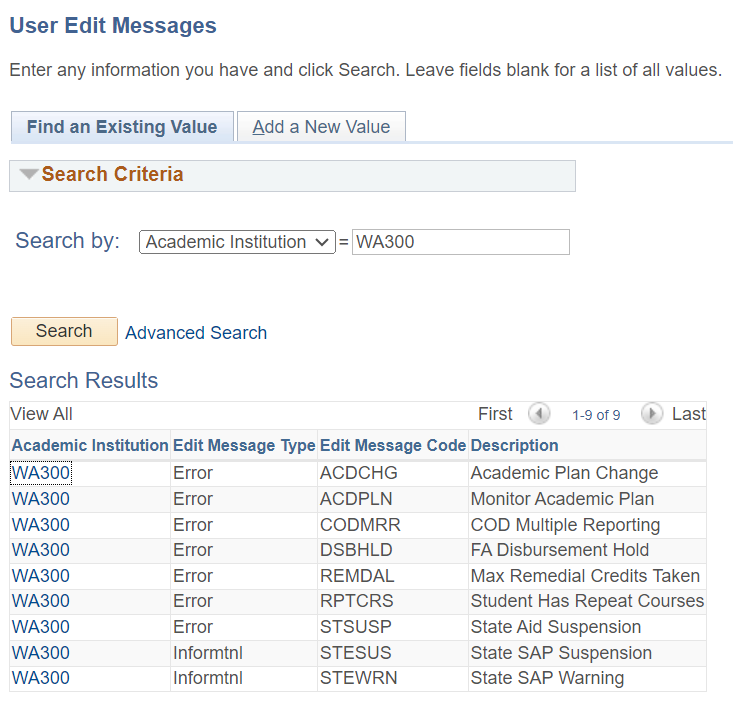 User Edit Messages
Enter any information you have and click Search. Leave fields blank for a list of all values.
Find an Existing Value Add a New Value
Search Criteria
Search by: Academic Institution = WA300
Search Advanced Search
Search Results
View All First 1-9 of 9 Last
Academic Institution Edit Message Type Edit Message Code Description
WA300 Error ACDCHG Academic Plan Change
WA300 Error ACDPLN Monitor Academic Plan
WA300 Error CODMRR COD Multiple Reporting
WA300 Error DSBHLD FA Disbursement Hold
WA300 Error REMDAL Max Remedial Credits Taken
WA300 Error RPTCRS Student Has Repeat Courses
WA300 Error STSUSP State Aid Suspension
WA300 Informtnl STESUS State SAP Suspension
WA300 Informtnl STEWRN State SAP Warning